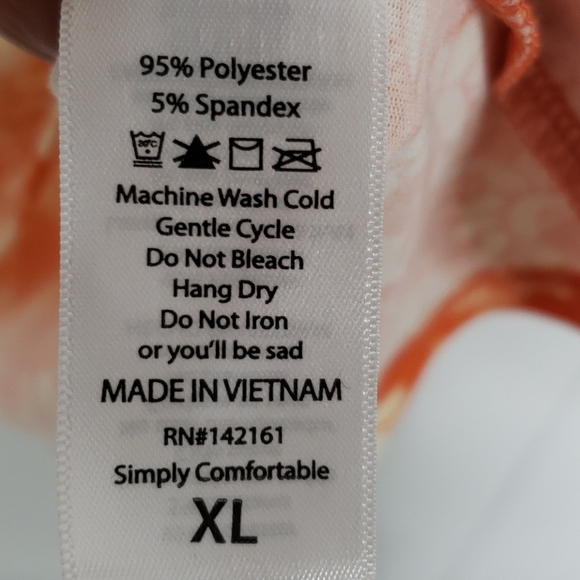 95% Polyester
5% Spandex
30°C
Machine Wash Cold
Gentle Cycle
Do Not Bleach
Hang Dry
Do Not Iron
or you'll be sad
MADE IN VIETNAM
RN#142161
Simply Comfortable
XL